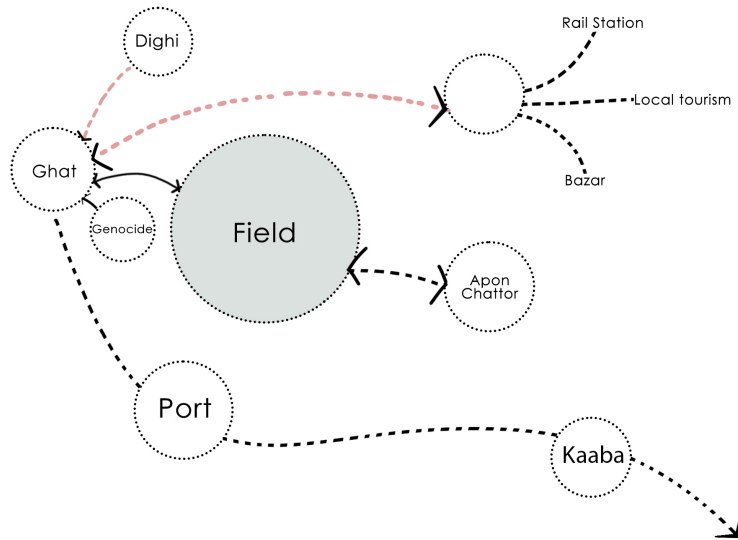 Rail Station
Dighi
Local tourism
Ghat
Bazar
Genocide
Field
Apon
Chattor
Port
Kaaba